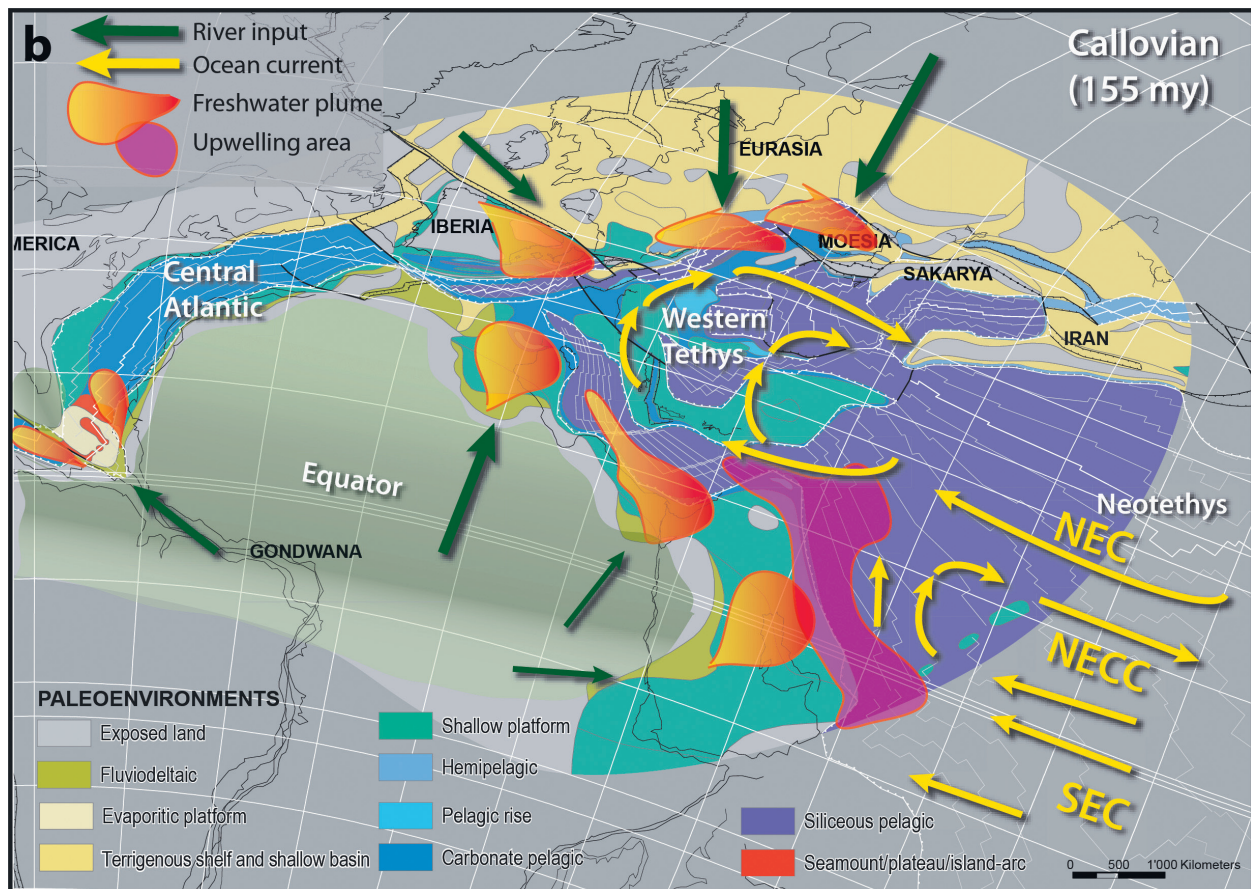 b
River input
Ocean current
Freshwater plume
Upwelling area
Callovian
(155 my)
EURASIA
IBERIA
MERICA
MOESIA
SAKARYA
Central
Atlantic
Western
Tethys
IRAN
Equator
Neotethys
NEC
GONDWANA
NECC
SEC
PALEOENVIRONMENTS
Exposed land
Fluviodeltaic
Evaporitic platform
Terrigenous shelf and shallow basin
Shallow platform
Hemipelagic
Pelagic rise
Carbonate pelagic
Siliceous pelagic
Seamount/plateau/island-arc
0 500 1'000 Kilometers